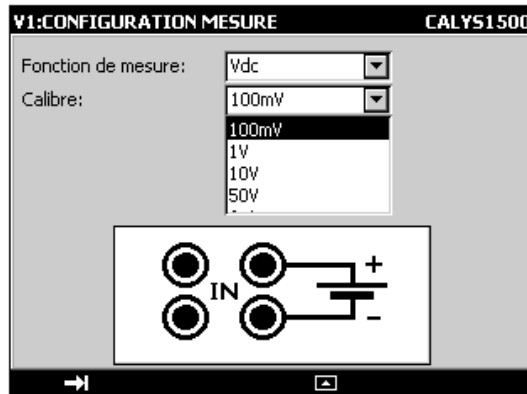 V1:CONFIGURATION MESURE CALYS1500
Fonction de mesure: Vdc
Calibre: 100mV
100mV
1V
10V
50V
+
IN
-